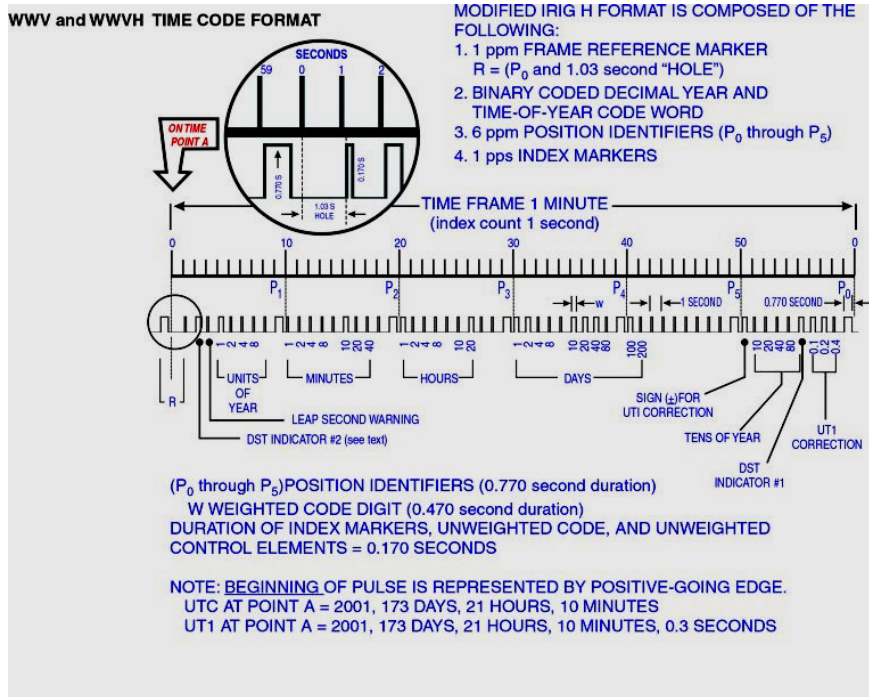 WWV and WWVH TIME CODE FORMAT
MODIFIED IRIG H FORMAT IS COMPOSED OF THE
FOLLOWING:
1. 1 ppm FRAME REFERENCE MARKER
R = (P0 and 1.03 second “HOLE”)
2. BINARY CODED DECIMAL YEAR AND
TIME-OF-YEAR CODE WORD
3. 6 ppm POSITION IDENTIFIERS (P0 through P5)
4. 1 pps INDEX MARKERS
SECONDS
59 0 1 2
ON TIME
POINT A
0.770 S
0.170 S
1.03 S
HOLE
TIME FRAME 1 MINUTE
(index count 1 second)
0 10 20 30 40 50 0
P1 P2 P3 P4 P5 P0
W
1 SECOND
0.770 SECOND
1 2 4 8 1 2 4 8 10 20 40 1 2 4 8 10 20 1 2 4 8 10 20 40 80 100 200 10 20 40 80 0.1 0.2 0.4
R
UNITS
OF
YEAR
MINUTES
HOURS
DAYS
LEAP SECOND WARNING
DST INDICATOR #2 (see text)
SIGN (±)FOR
UTI CORRECTION
TENS OF YEAR
DST
INDICATOR #1
UT1
CORRECTION
(P0 through P5)POSITION IDENTIFIERS (0.770 second duration)
W WEIGHTED CODE DIGIT (0.470 second duration)
DURATION OF INDEX MARKERS, UNWEIGHTED CODE, AND UNWEIGHTED
CONTROL ELEMENTS = 0.170 SECONDS
NOTE: BEGINNING OF PULSE IS REPRESENTED BY POSITIVE-GOING EDGE.
UTC AT POINT A = 2001, 173 DAYS, 21 HOURS, 10 MINUTES
UT1 AT POINT A = 2001, 173 DAYS, 21 HOURS, 10 MINUTES, 0.3 SECONDS